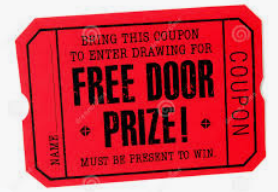 BRING THIS COUPON
TO ENTER DRAWING FOR
FREE DOOR
PRIZE!
MUST BE PRESENT TO WIN.
NAME
COUPON